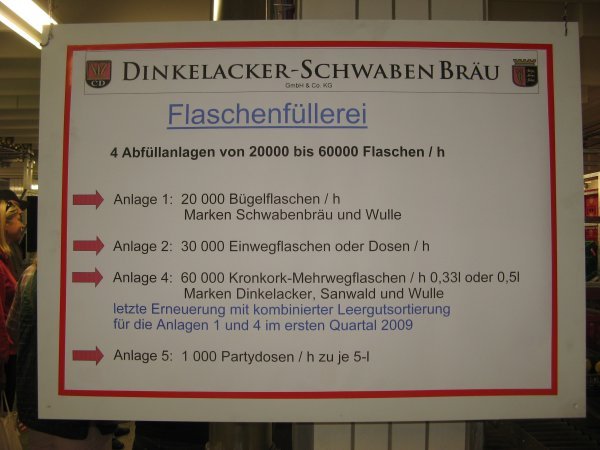 CD
DINKELACKER-SCHWABEN BRÄU
GmbH & Co. KG
Flaschenfüllerei
4 Abfüllanlagen von 20000 bis 60000 Flaschen / h
Anlage 1: 20 000 Bügelflaschen / h
Marken Schwabenbräu und Wulle
Anlage 2: 30 000 Einwegflaschen oder Dosen / h
Anlage 4: 60 000 Kronkork-Mehrwegflaschen / h 0,33l oder 0,5l
Marken Dinkelacker, Sanwald und Wulle
letzte Erneuerung mit kombinierter Leergutsortierung
für die Anlagen 1 und 4 im ersten Quartal 2009
Anlage 5: 1 000 Partydosen / h zu je 5-l